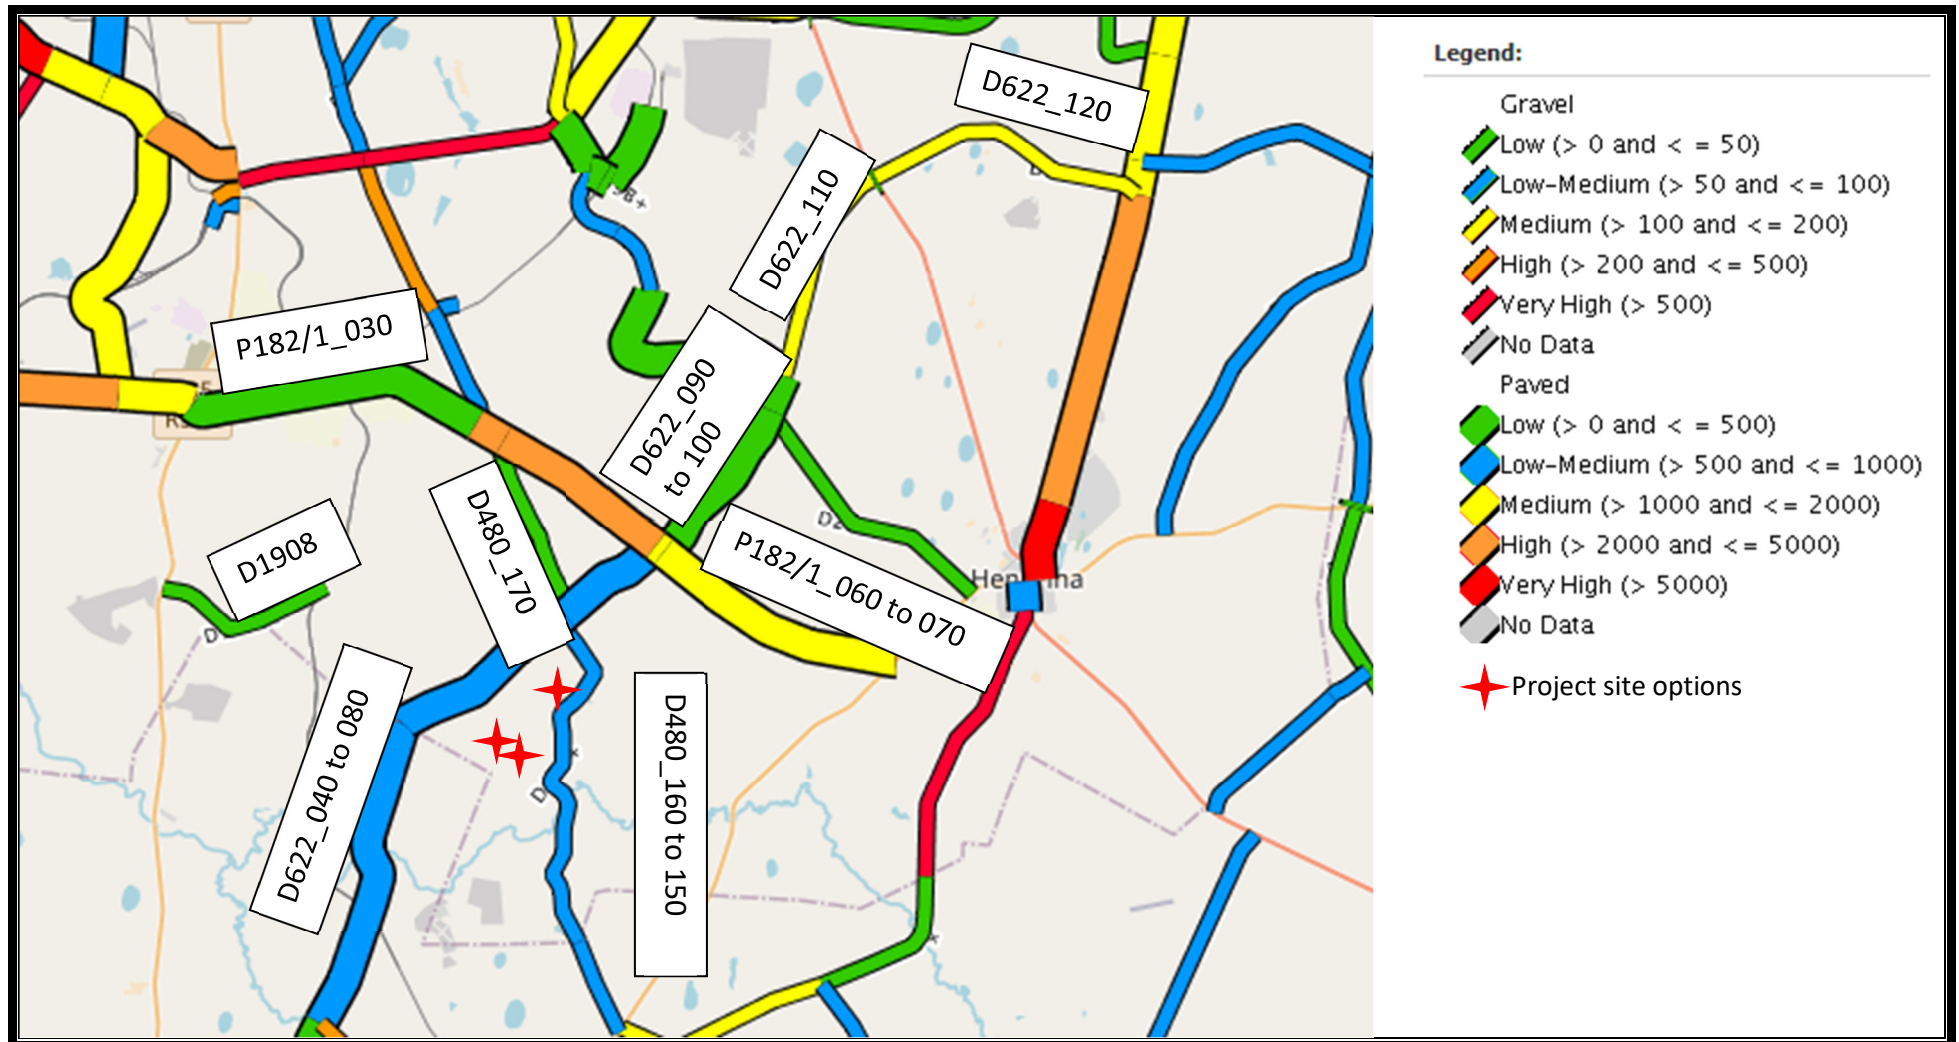 D622_120
D622_110
P182/1_030
D622_090
to 100
D480_170
D1908
P182/1_060 to 070
D622_040 to 080
D480_160 to 150
Legend:
Gravel
Low (> 0 and < = 50)
Low-Medium (> 50 and <= 100)
Medium (> 100 and <= 200)
High (> 200 and <= 500)
Very High (> 500)
No Data
Paved
Low (> 0 and < = 500)
Low-Medium (> 500 and <= 1000)
Medium (> 1000 and <= 2000)
High (> 2000 and <= 5000)
Very High (> 5000)
No Data
Project site options